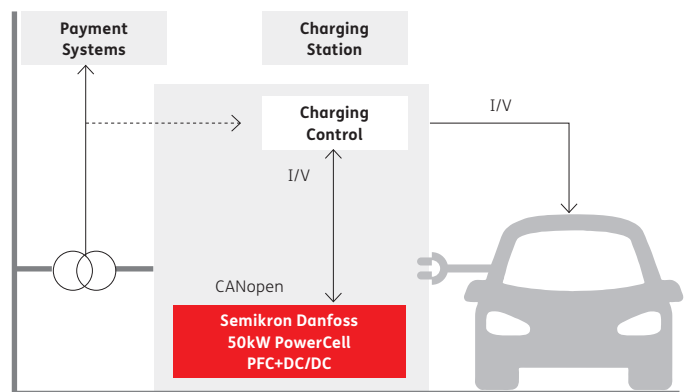 Payment
Systems
Charging
Station
Charging
Control
I/V
I/V
CANopen
Semikron Danfoss
50kW PowerCell
PFC+DC/DC